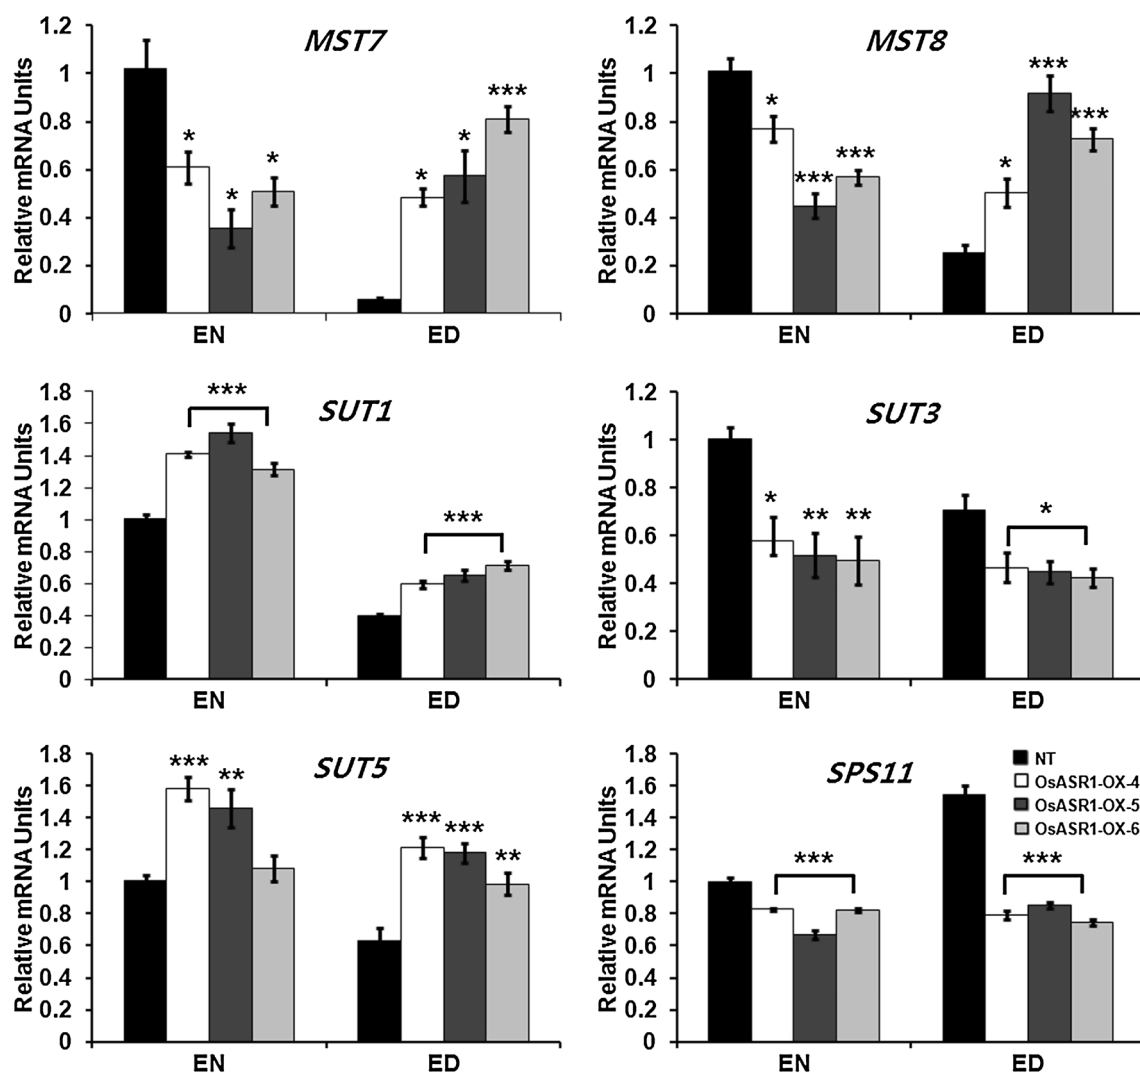 MST7
Relative mRNA Units
1.2
1
0.8
0.6
0.4
0.2
0
*
*
*
*
*
***
EN
ED
MST8
Relative mRNA Units
1.2
1
0.8
0.6
0.4
0.2
0
*
***
***
*
***
***
EN
ED
SUT1
Relative mRNA Units
1.8
1.6
1.4
1.2
1
0.8
0.6
0.4
0.2
0
***
***
EN
ED
SUT3
Relative mRNA Units
1.2
1
0.8
0.6
0.4
0.2
0
*
**
**
*
EN
ED
SUT5
Relative mRNA Units
1.8
1.6
1.4
1.2
1
0.8
0.6
0.4
0.2
0
***
**
***
***
**
EN
ED
SPS11
Relative mRNA Units
1.8
1.6
1.4
1.2
1
0.8
0.6
0.4
0.2
0
***
***
EN
ED
NT
OsASR1-OX-4
OsASR1-OX-5
OsASR1-OX-6